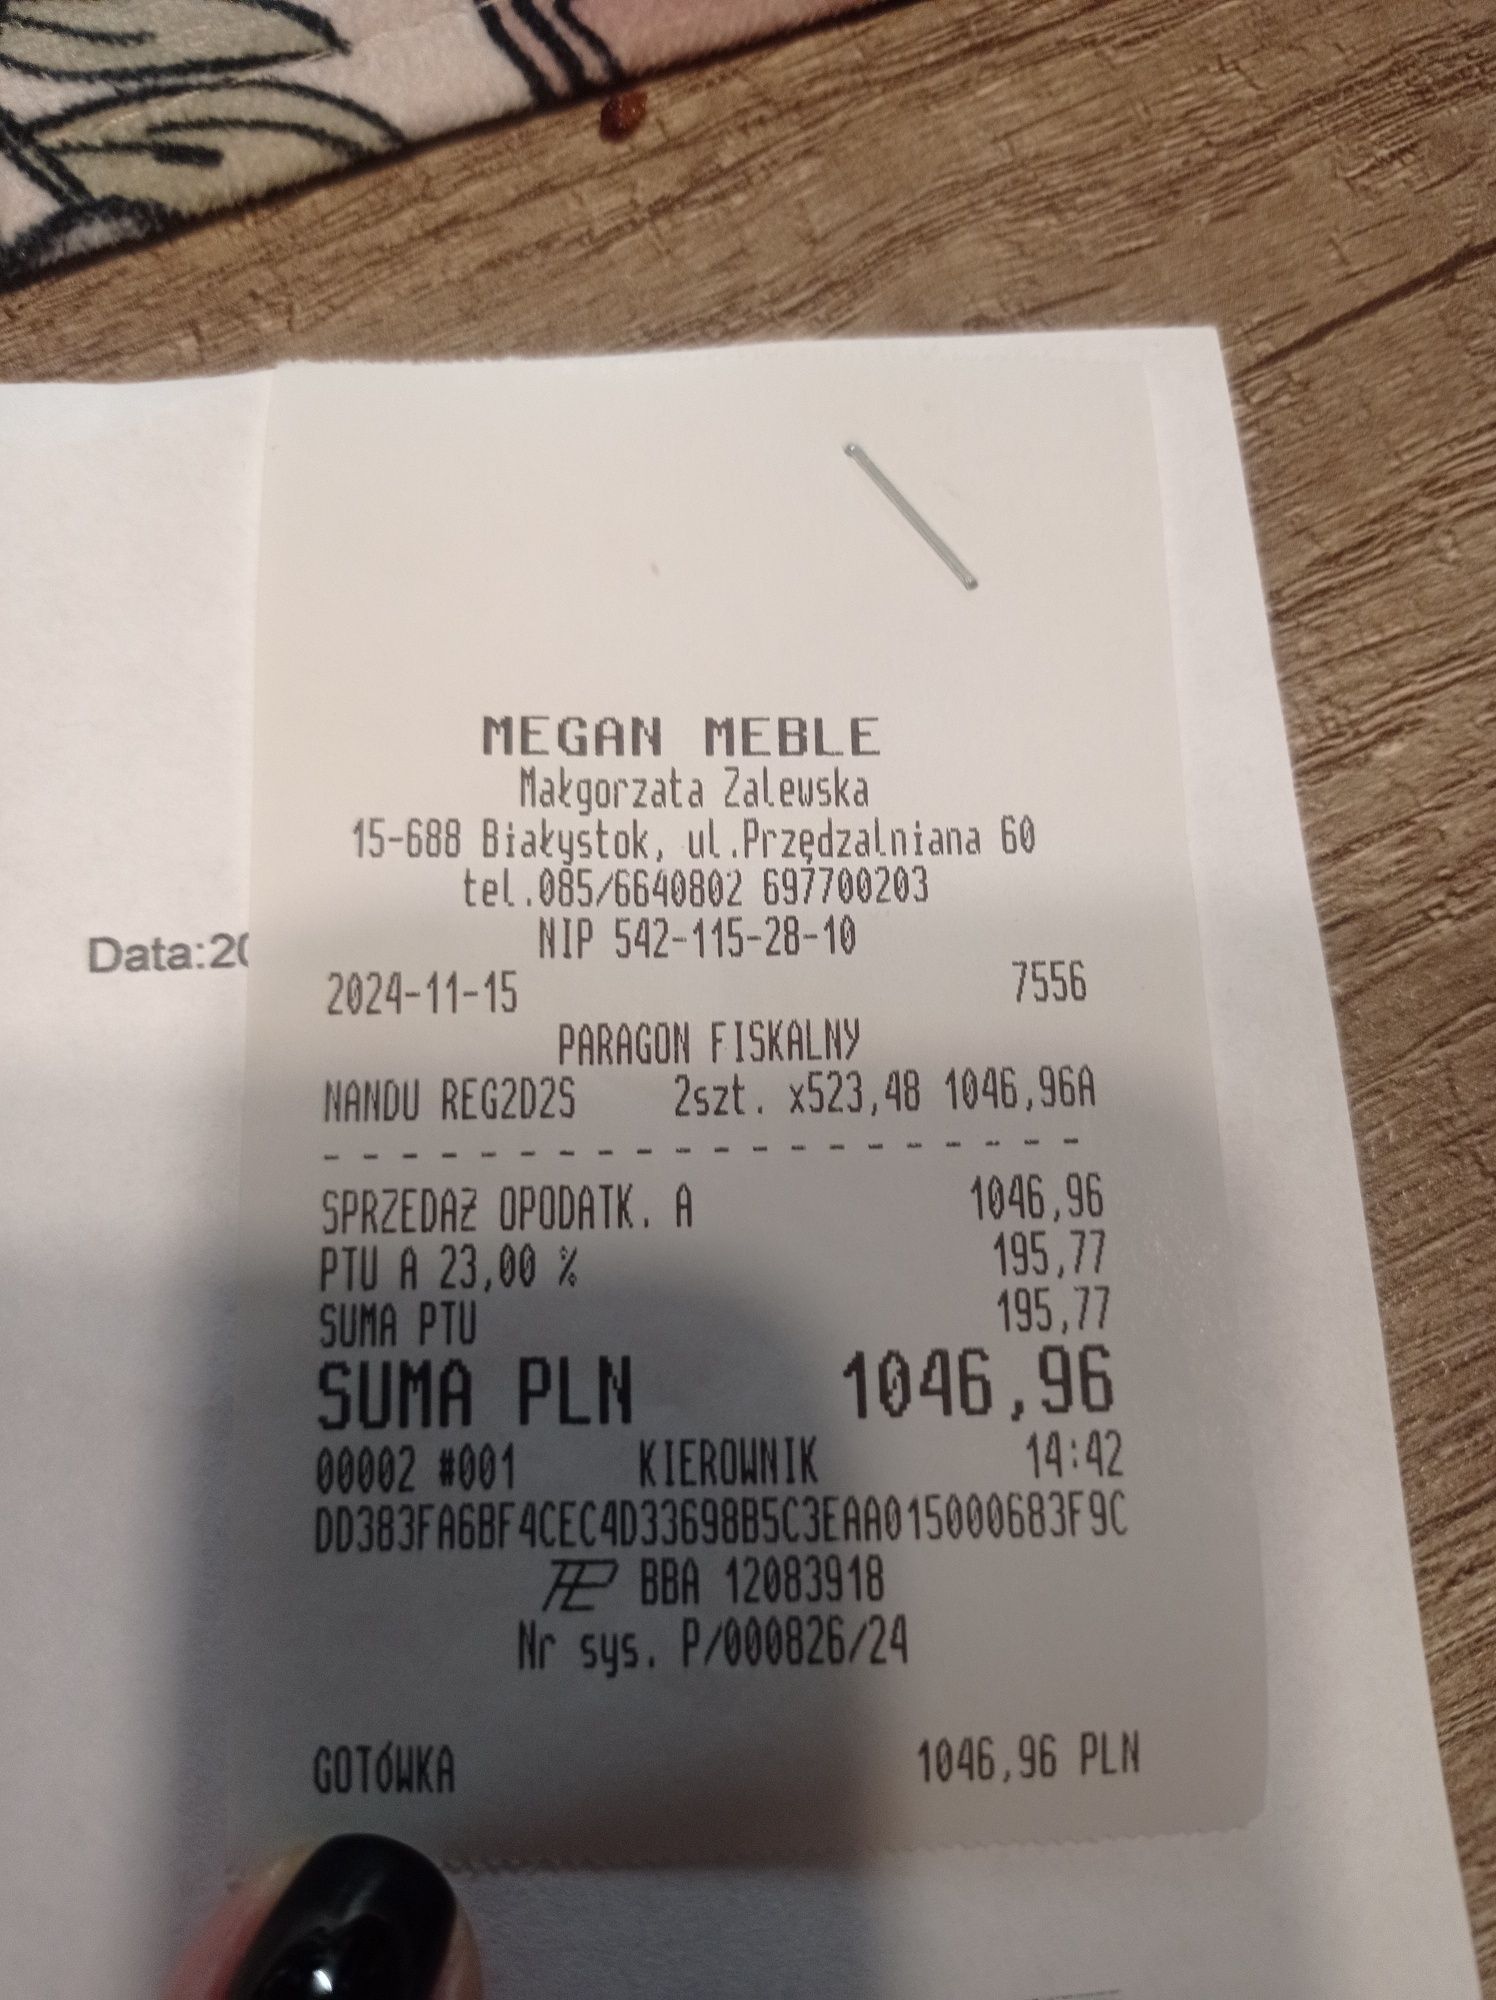 MEGAN MEBLE
Małgorzata Zalewska
15-688 Białystok, ul.Przędzalniana 60
tel.085/6640802 697700203
NIP 542-115-28-10
Data:20
2024-11-15 7556
PARAGON FISKALNY
NANDU REG2D2S 2szt. x523,48 1046,96A
- - - - - - - - - - - - - - - - - - - -
SPRZEDAŻ OPODATK. A 1046,96
PTU A 23,00 % 195,77
SUMA PTU 195,77
SUMA PLN 1046,96
00002 #001 KIEROWNIK 14:42
DD383FA6BF4CEC4D33698B5C3EAA015000683F9C
BBA 12083918
Nr sys. P/000826/24
GOTÓWKA 1046,96 PLN